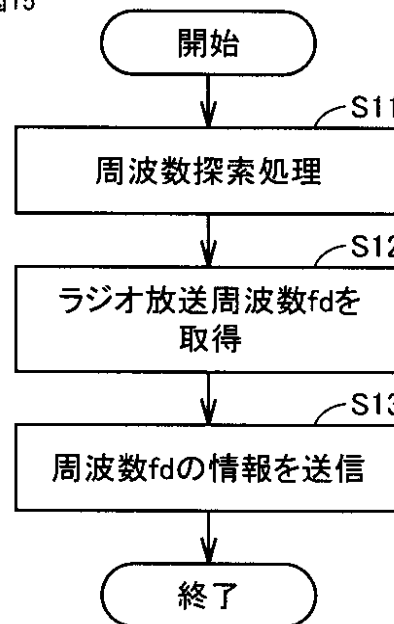 図15
開始
S11
周波数探索処理
S12
ラジオ放送周波数fdを
取得
S13
周波数fdの情報を送信
終了